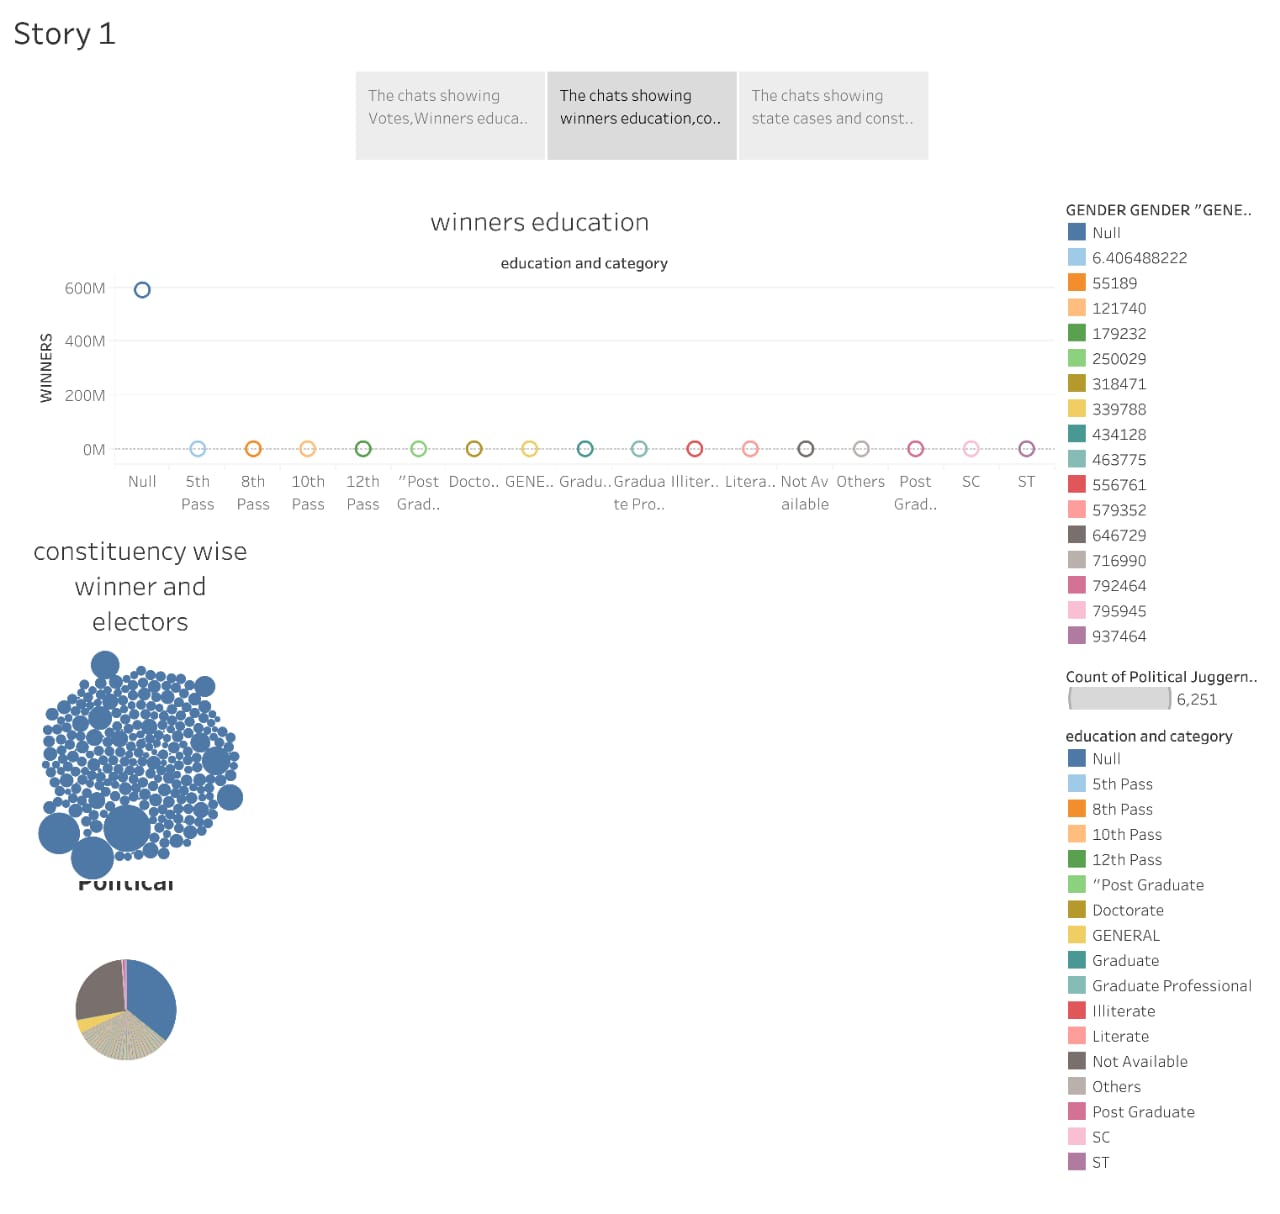 Story 1
The chats showing
Votes,Winners educa..
The chats showing
winners education,co..
The chats showing
state cases and const..
winners education
education and category
WINNERS
600M
400M
200M
0M
Null
5th
Pass
8th
Pass
10th
Pass
12th
Pass
"Post
Grad..
Docto..
GENE..
Gradu..
Gradua
te Pro..
Illiter..
Litera..
Not Av
ailable
Others
Post
Grad..
SC
ST
constituency wise
winner and
electors
Political
GENDER GENDER "GENE..
Null
6.406488222
55189
121740
179232
250029
318471
339788
434128
463775
556761
579352
646729
716990
792464
795945
937464
Count of Political Juggern..
6,251
education and category
Null
5th Pass
8th Pass
10th Pass
12th Pass
"Post Graduate
Doctorate
GENERAL
Graduate
Graduate Professional
Illiterate
Literate
Not Available
Others
Post Graduate
SC
ST